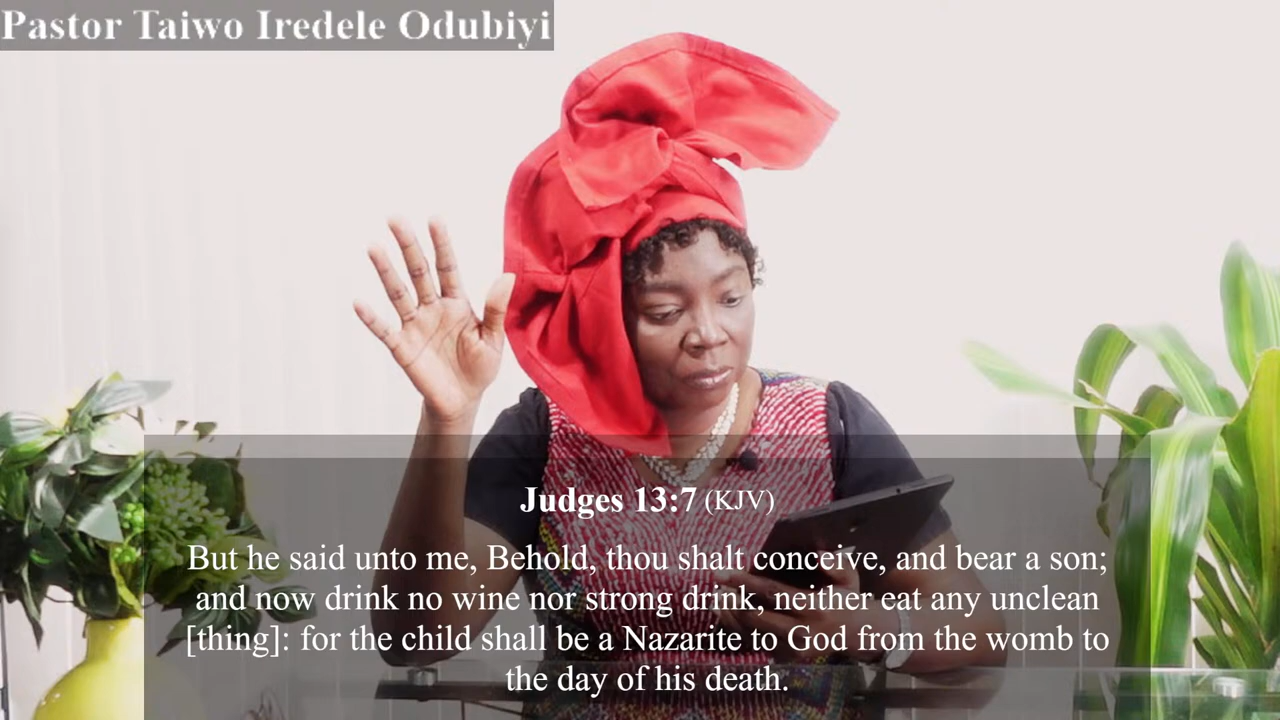 Pastor Taiwo Iredele Odubiyi
Judges 13:7 (KJV)
But he said unto me, Behold, thou shalt conceive, and bear a son;
and now drink no wine nor strong drink, neither eat any unclean
[thing]: for the child shall be a Nazarite to God from the womb to
the day of his death.